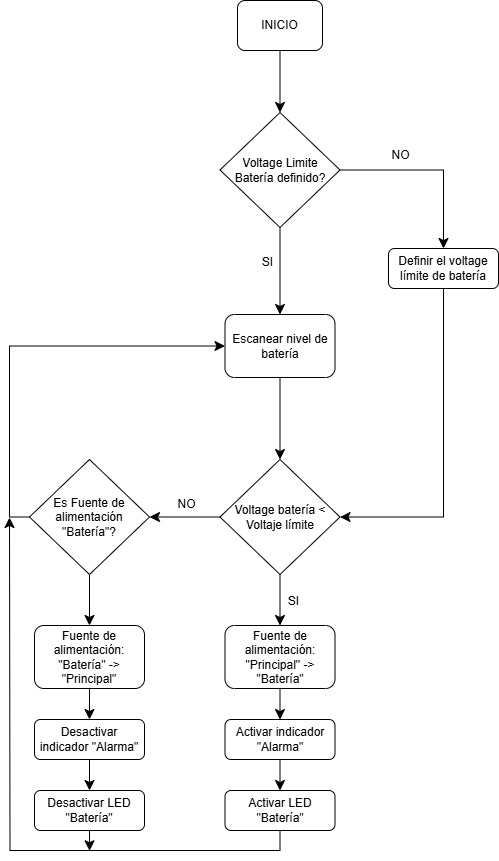 INICIO
Voltage Limite
Batería definido?
NO
SI
Definir el voltage
límite de batería
Escanear nivel de
batería
Es Fuente de
alimentación
"Batería"?
NO
Voltage batería <
Voltaje límite
SI
Fuente de
alimentación:
"Batería" ->
"Principal"
Fuente de
alimentación:
"Principal" ->
"Batería"
Desactivar
indicador "Alarma"
Activar indicador
"Alarma"
Desactivar LED
"Batería"
Activar LED
"Batería"